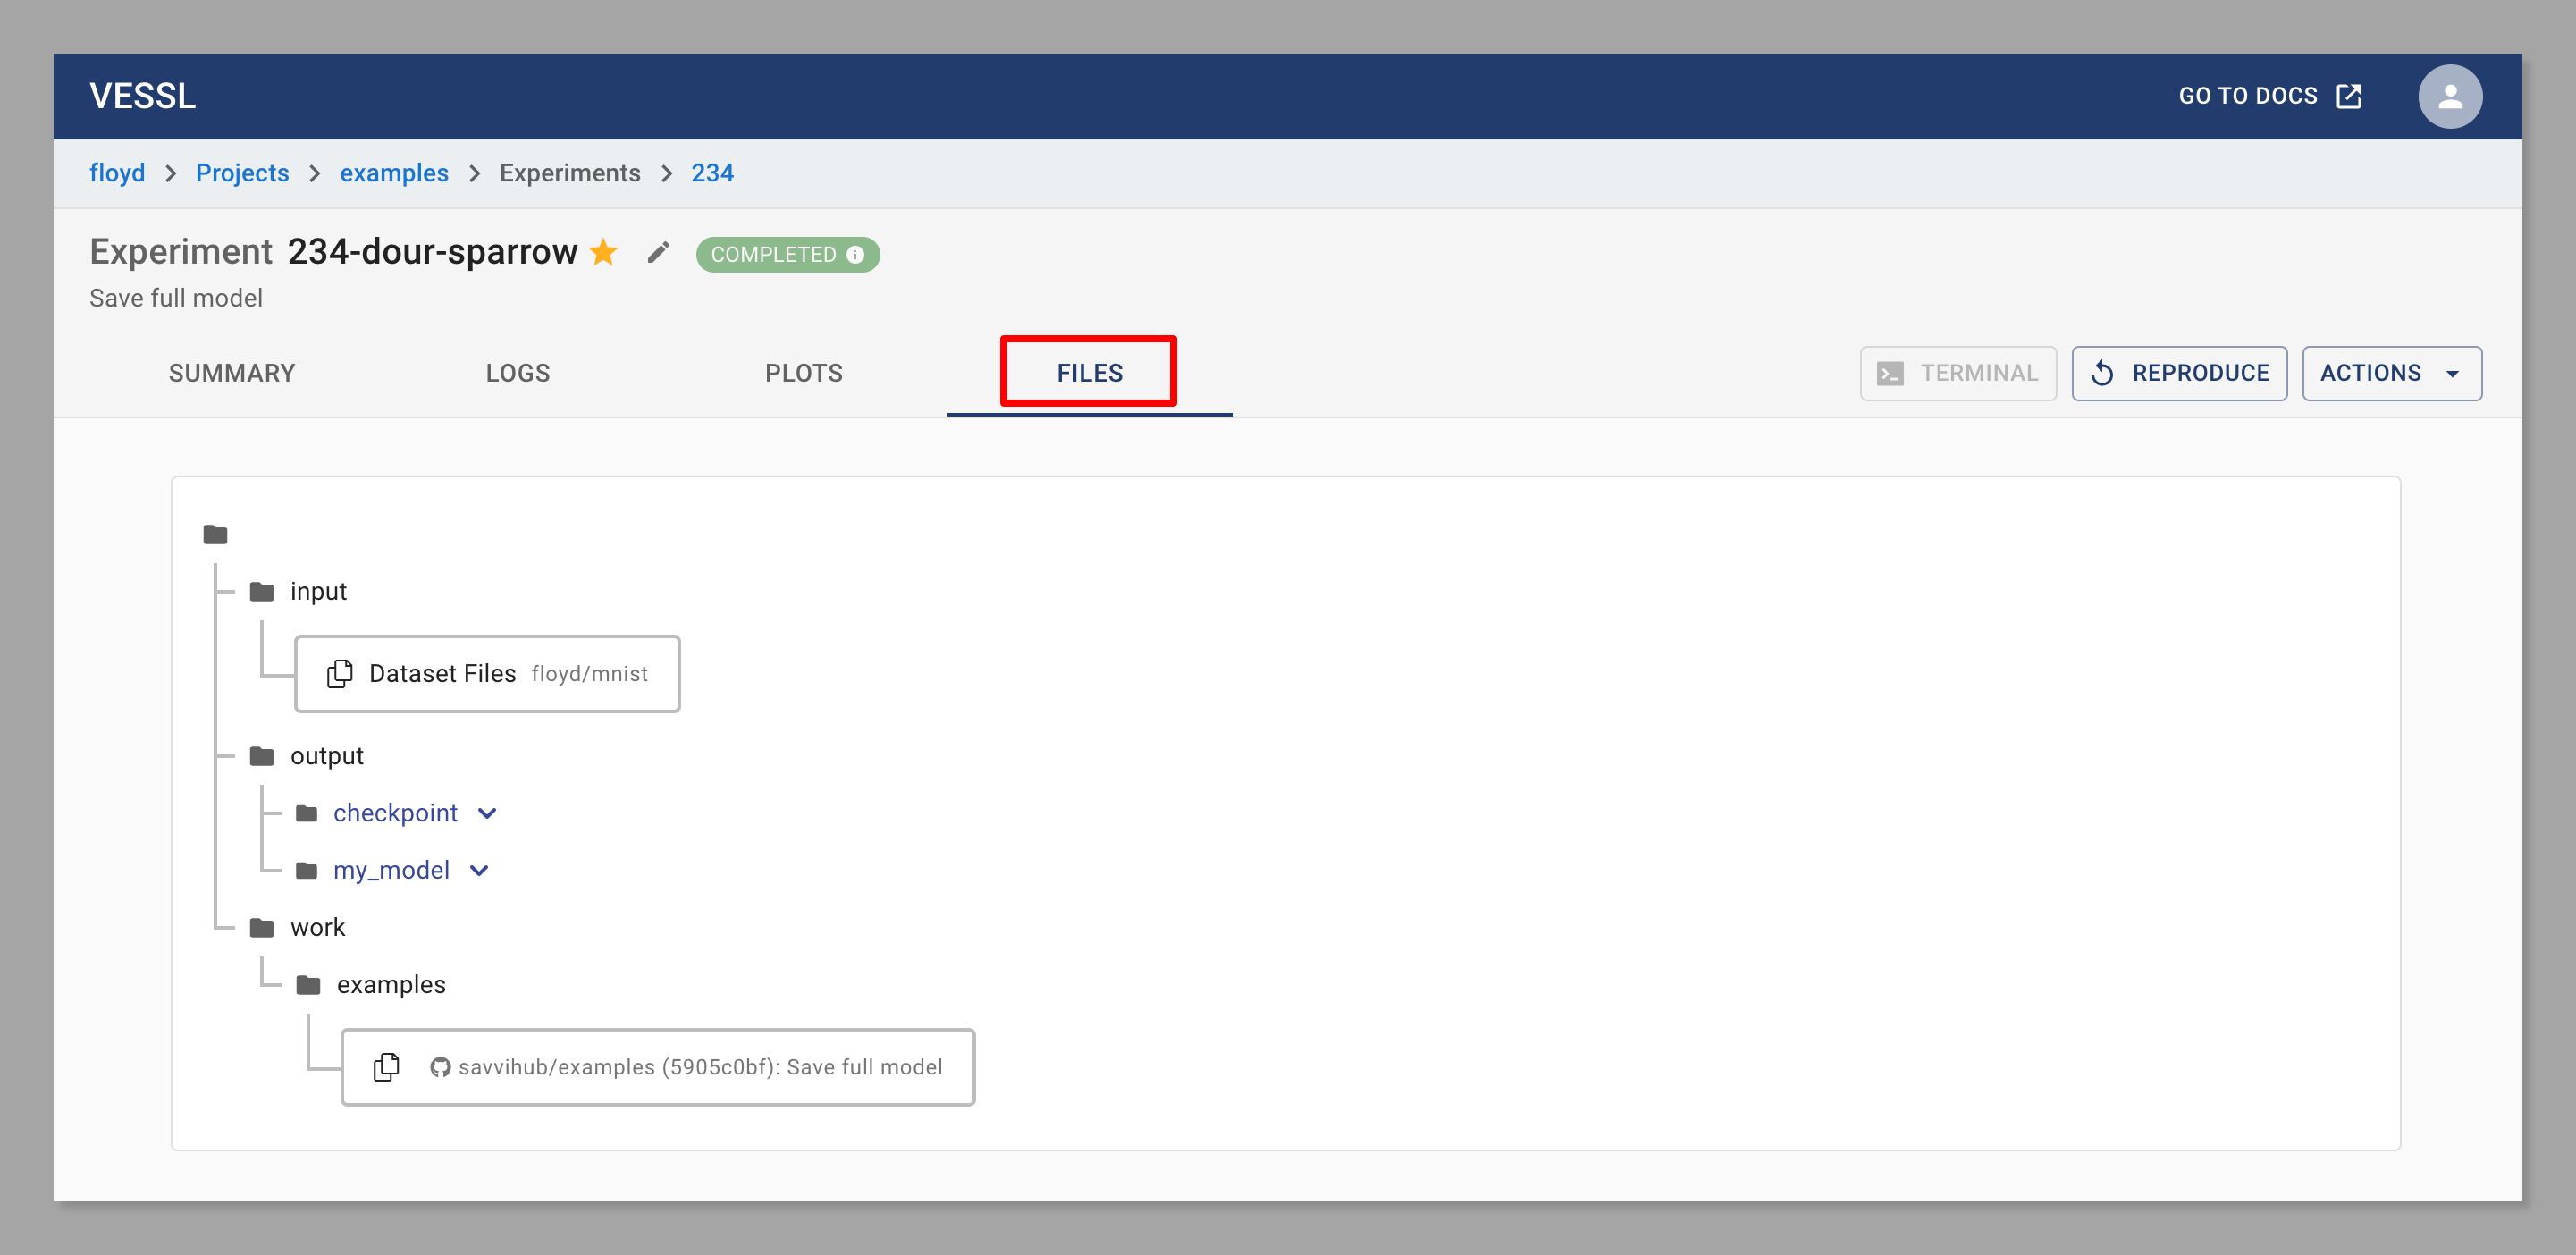 VESSL
GO TO DOCS
floyd > Projects > examples > Experiments > 234
Experiment 234-dour-sparrow COMPLETED
Save full model
SUMMARY LOGS PLOTS FILES TERMINAL REPRODUCE ACTIONS
input
Dataset Files floyd/mnist
output
checkpoint
my_model
work
examples
savvihub/examples (5905c0bf): Save full model